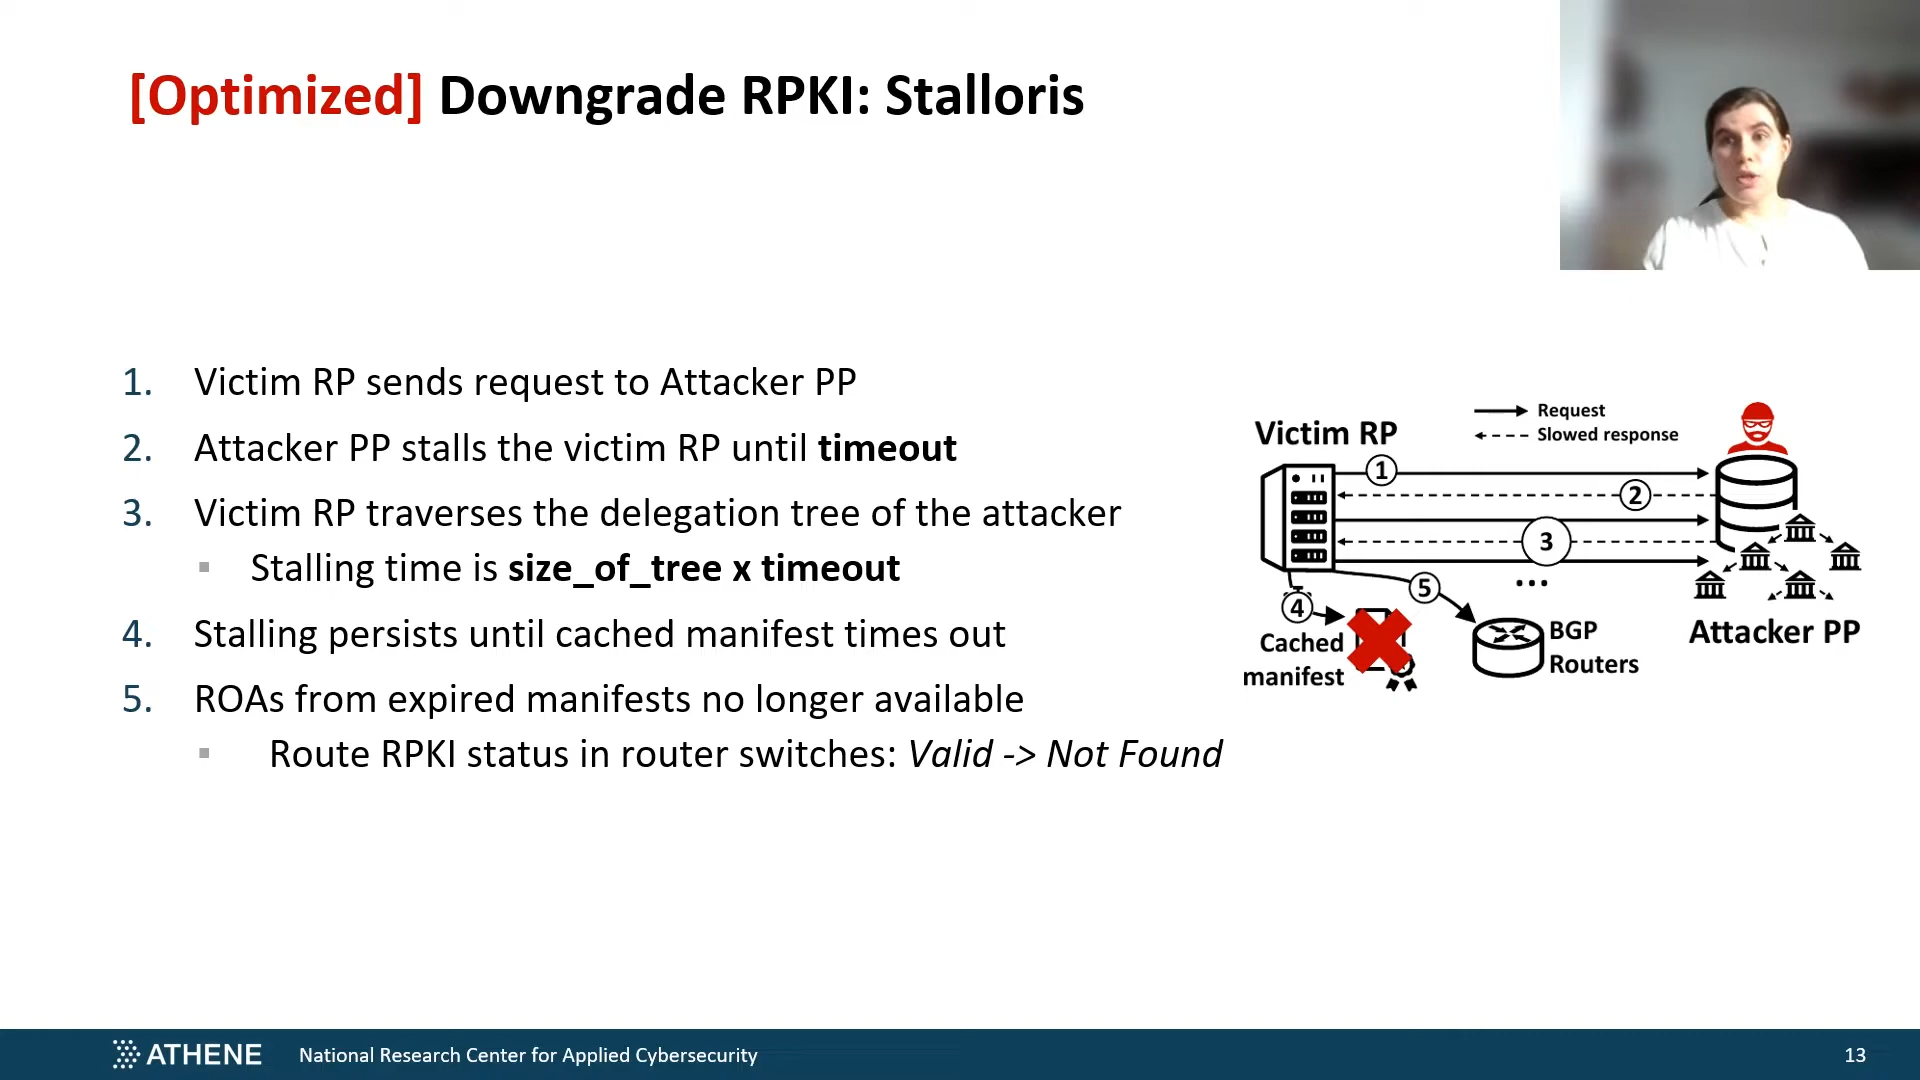 [Optimized] Downgrade RPKI: Stalloris
1. Victim RP sends request to Attacker PP
2. Attacker PP stalls the victim RP until timeout
3. Victim RP traverses the delegation tree of the attacker
▪ Stalling time is size_of_tree x timeout
4. Stalling persists until cached manifest times out
5. ROAs from expired manifests no longer available
▪ Route RPKI status in router switches: Valid -> Not Found
Request
Slowed response
Victim RP
1
2
3
...
4
5
Cached
manifest
BGP
Routers
Attacker PP
ATHENE
National Research Center for Applied Cybersecurity
13